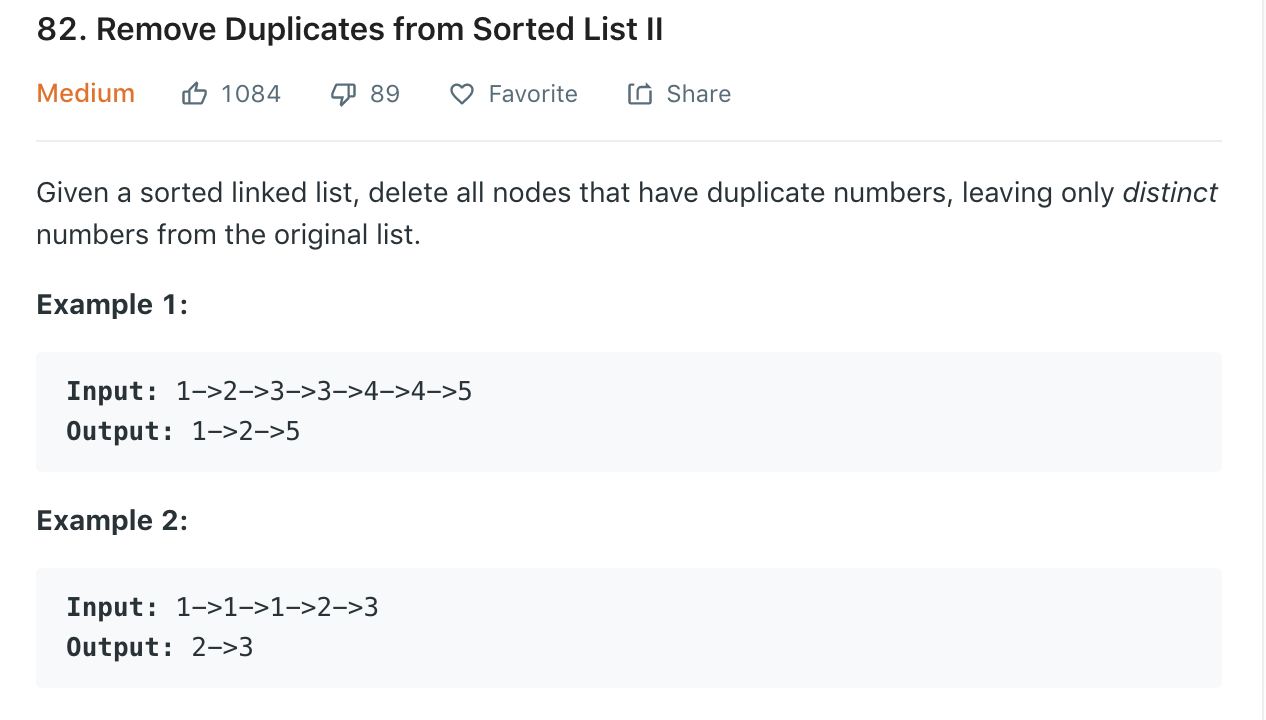 82. Remove Duplicates from Sorted List II
Medium 1084 89 Favorite Share
Given a sorted linked list, delete all nodes that have duplicate numbers, leaving only distinct
numbers from the original list.
Example 1:
Input: 1->2->3->3->4->4->5
Output: 1->2->5
Example 2:
Input: 1->1->1->2->3
Output: 2->3